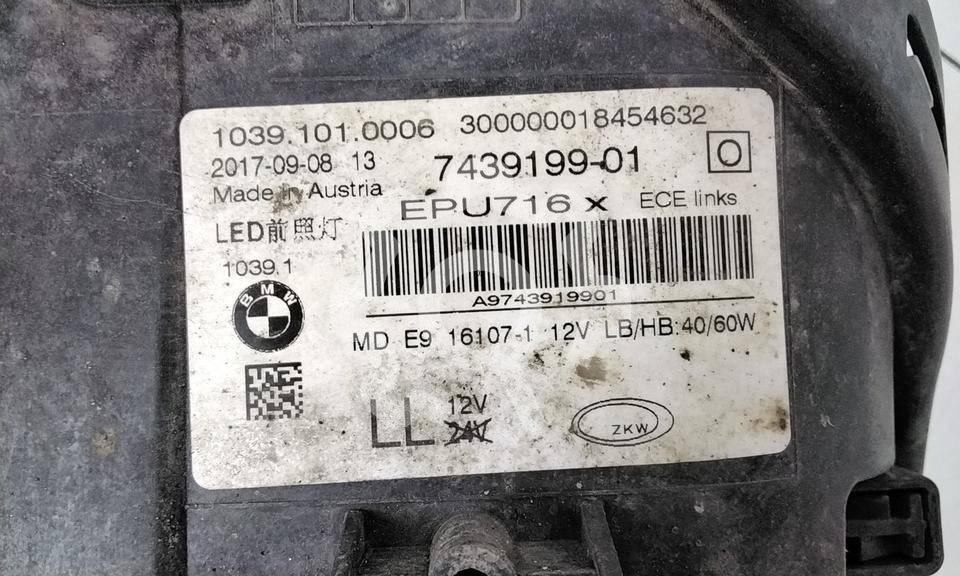 1039.101.0006 300000018454632
2017-09-08 13 7439199-01 O
Made in Austria
EPU716 X ECE links
LED前照灯
1039.1
BMW
A9743919901
MD E9 16107-1 12V LB/HB:40/60W
LL 12V
24V
ZKW